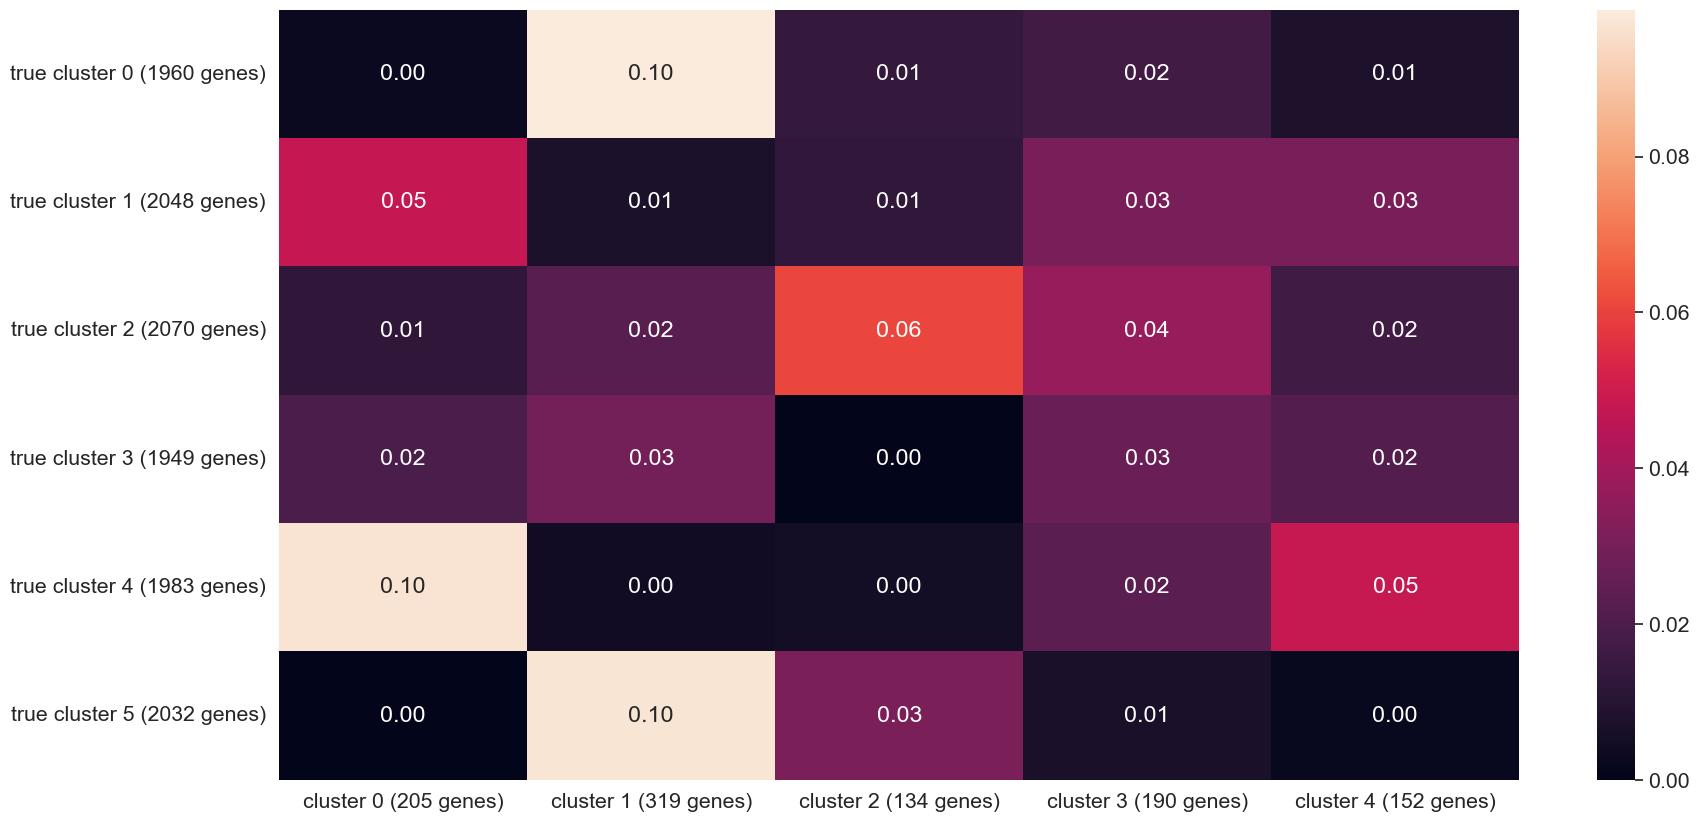 true cluster 0 (1960 genes) 0.00 0.10 0.01 0.02 0.01
0.08
true cluster 1 (2048 genes) 0.05 0.01 0.01 0.03 0.03
true cluster 2 (2070 genes) 0.01 0.02 0.06 0.04 0.02
0.06
true cluster 3 (1949 genes) 0.02 0.03 0.00 0.03 0.02
0.04
true cluster 4 (1983 genes) 0.10 0.00 0.00 0.02 0.05
0.02
true cluster 5 (2032 genes) 0.00 0.10 0.03 0.01 0.00
0.00
cluster 0 (205 genes) cluster 1 (319 genes) cluster 2 (134 genes) cluster 3 (190 genes) cluster 4 (152 genes)